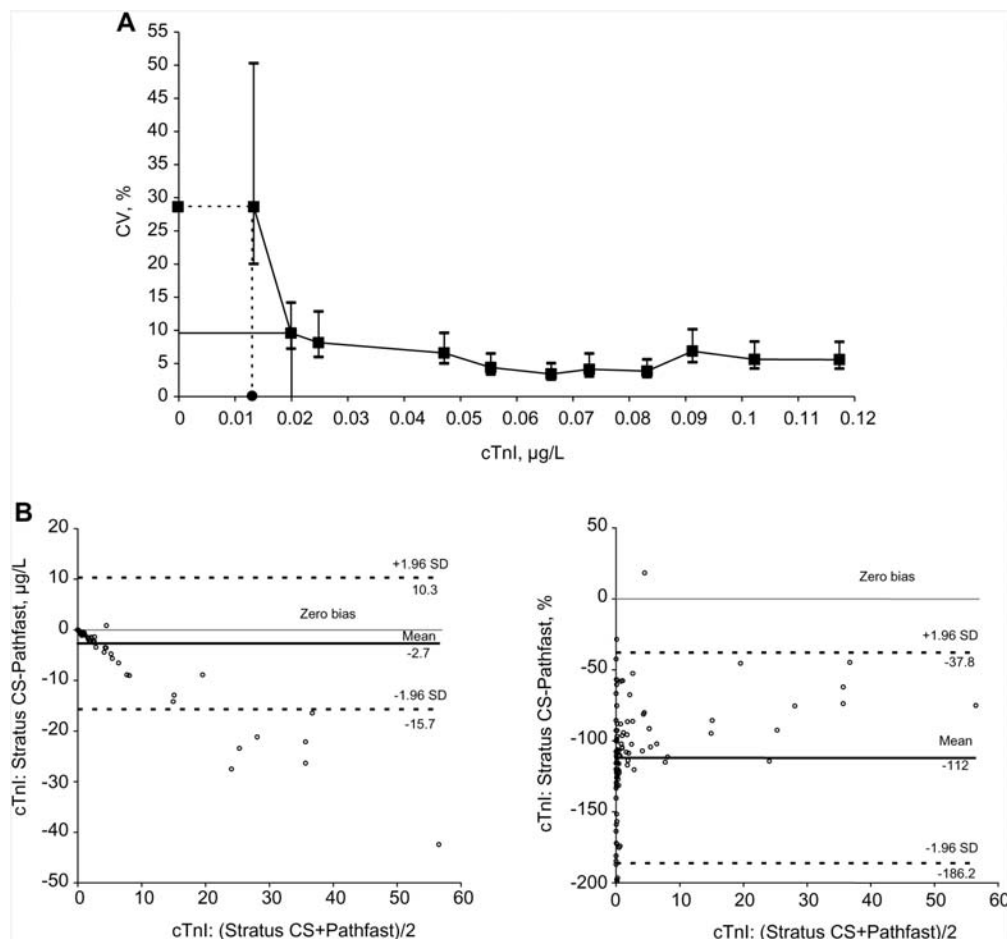 A
55
50
45
40
35
30
25
20
15
10
5
0
CV, %
0 0.01 0.02 0.03 0.04 0.05 0.06 0.07 0.08 0.09 0.1 0.11 0.12
cTnI, µg/L
B
20
10
0
-10
-20
-30
-40
-50
cTnI: Stratus CS-Pathfast, µg/L
+1.96 SD
10.3
Zero bias
Mean
-2.7
-1.96 SD
-15.7
0 10 20 30 40 50 60
cTnI: (Stratus CS+Pathfast)/2
50
0
-50
-100
-150
-200
cTnI: Stratus CS-Pathfast, %
Zero bias
+1.96 SD
-37.8
Mean
-112
-1.96 SD
-186.2
0 10 20 30 40 50 60
cTnI: (Stratus CS+Pathfast)/2